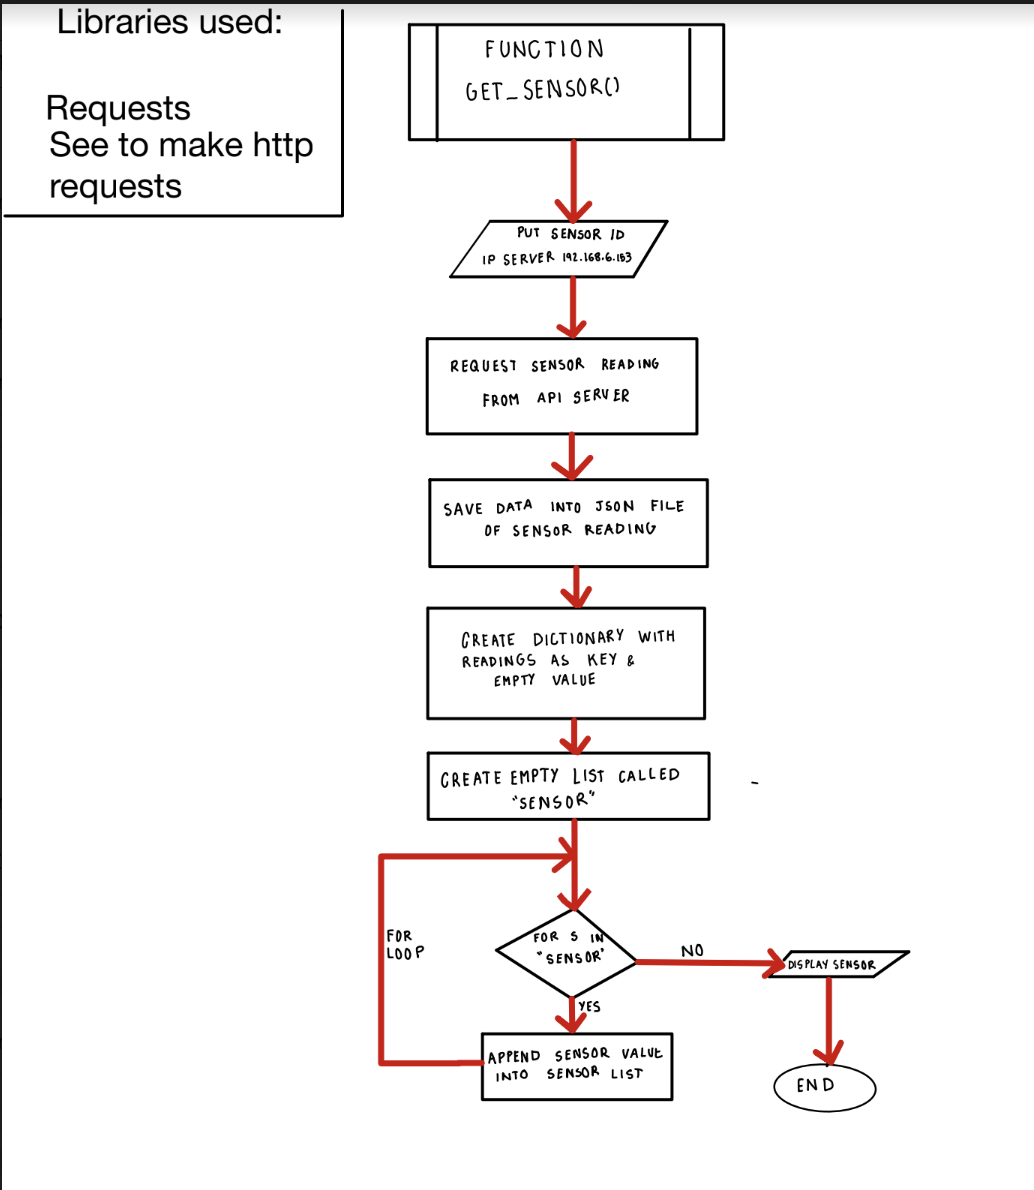 Libraries used:
Requests
See to make http
requests
FUNCTION
GET_SENSOR()
PUT SENSOR ID
IP SERVER 192.168.6.153
REQUEST SENSOR READING
FROM API SERVER
SAVE DATA INTO JSON FILE
OF SENSOR READING
CREATE DICTIONARY WITH
READINGS AS KEY &
EMPTY VALUE
CREATE EMPTY LIST CALLED
"SENSOR"
FOR
LOOP
FOR S IN
"SENSOR"
NO
DISPLAY SENSOR
YES
APPEND SENSOR VALUE
INTO SENSOR LIST
END